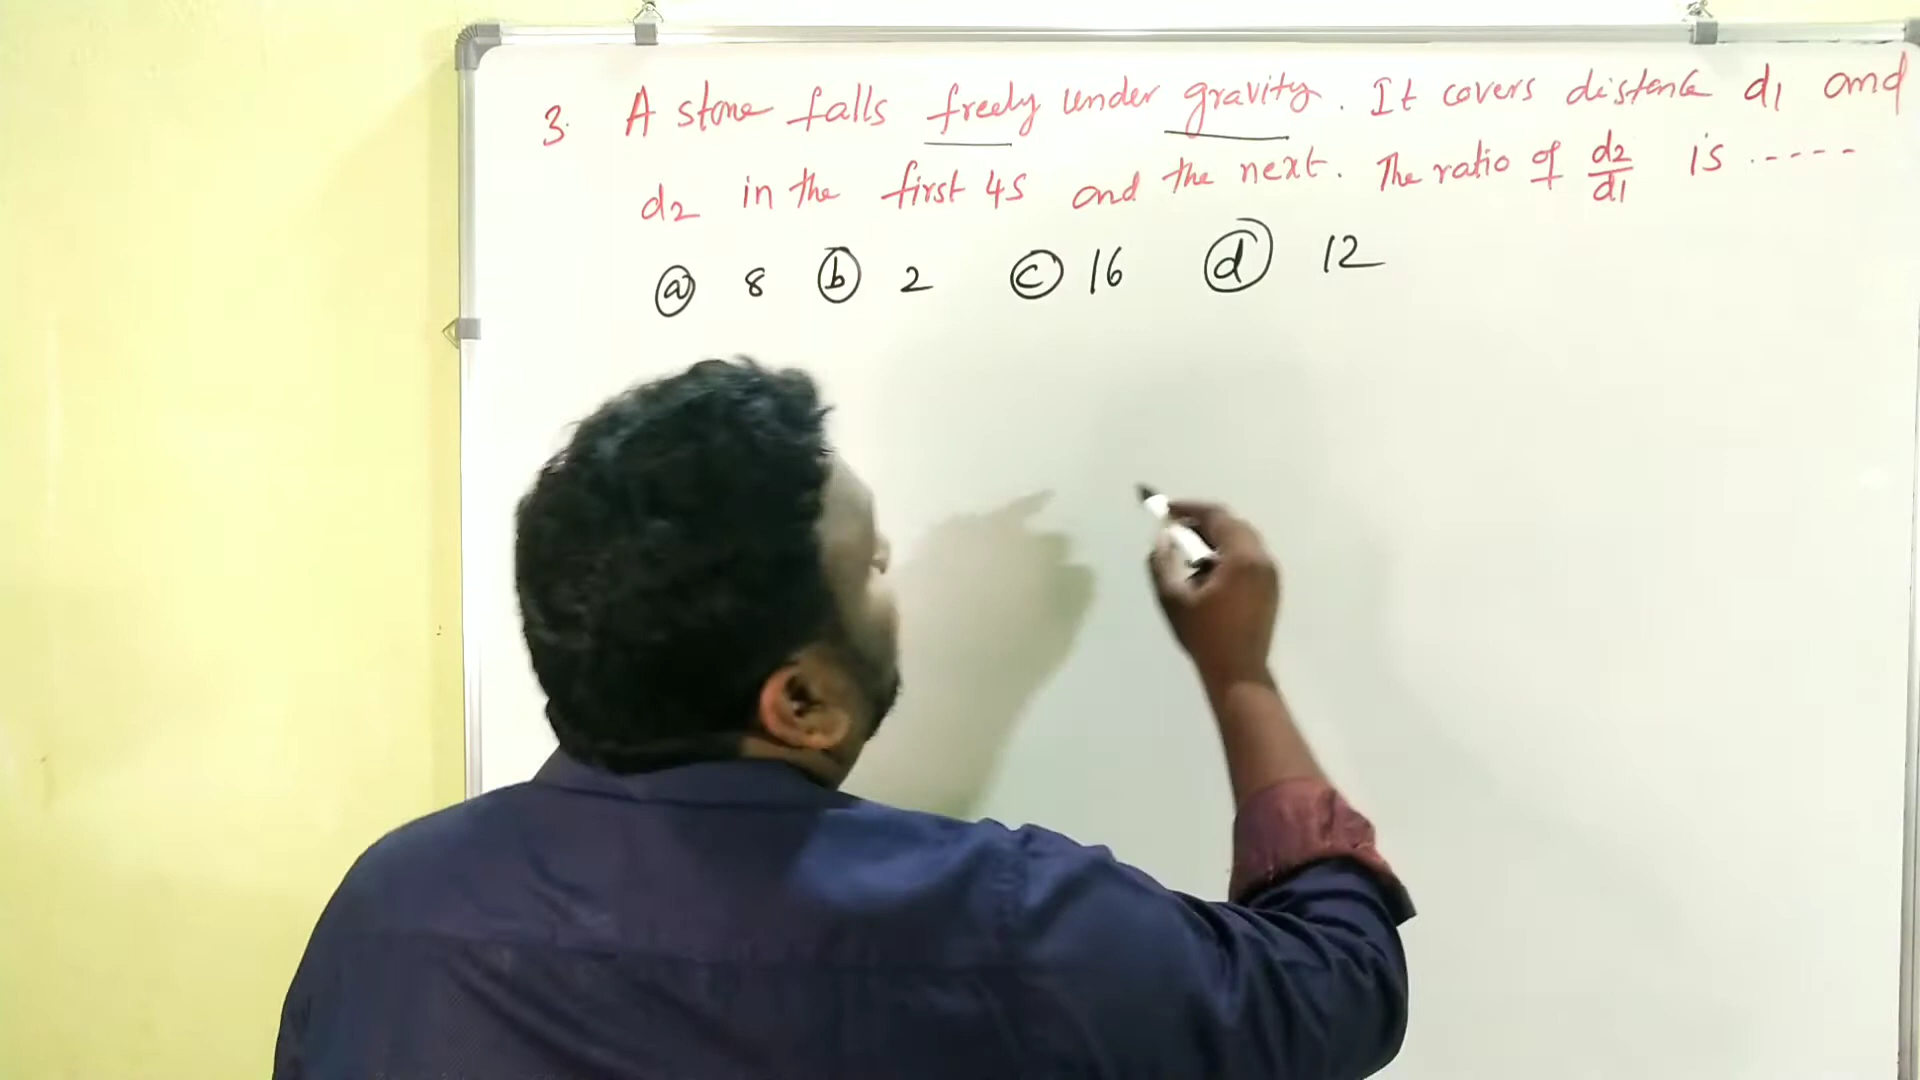 3. A stone falls freely under gravity. It covers distance d1 and
d2 in the first 4s and the next. The ratio of d2/d1 is .....
ⓐ 8 ⓑ 2 ⓒ 16 ⓓ 12